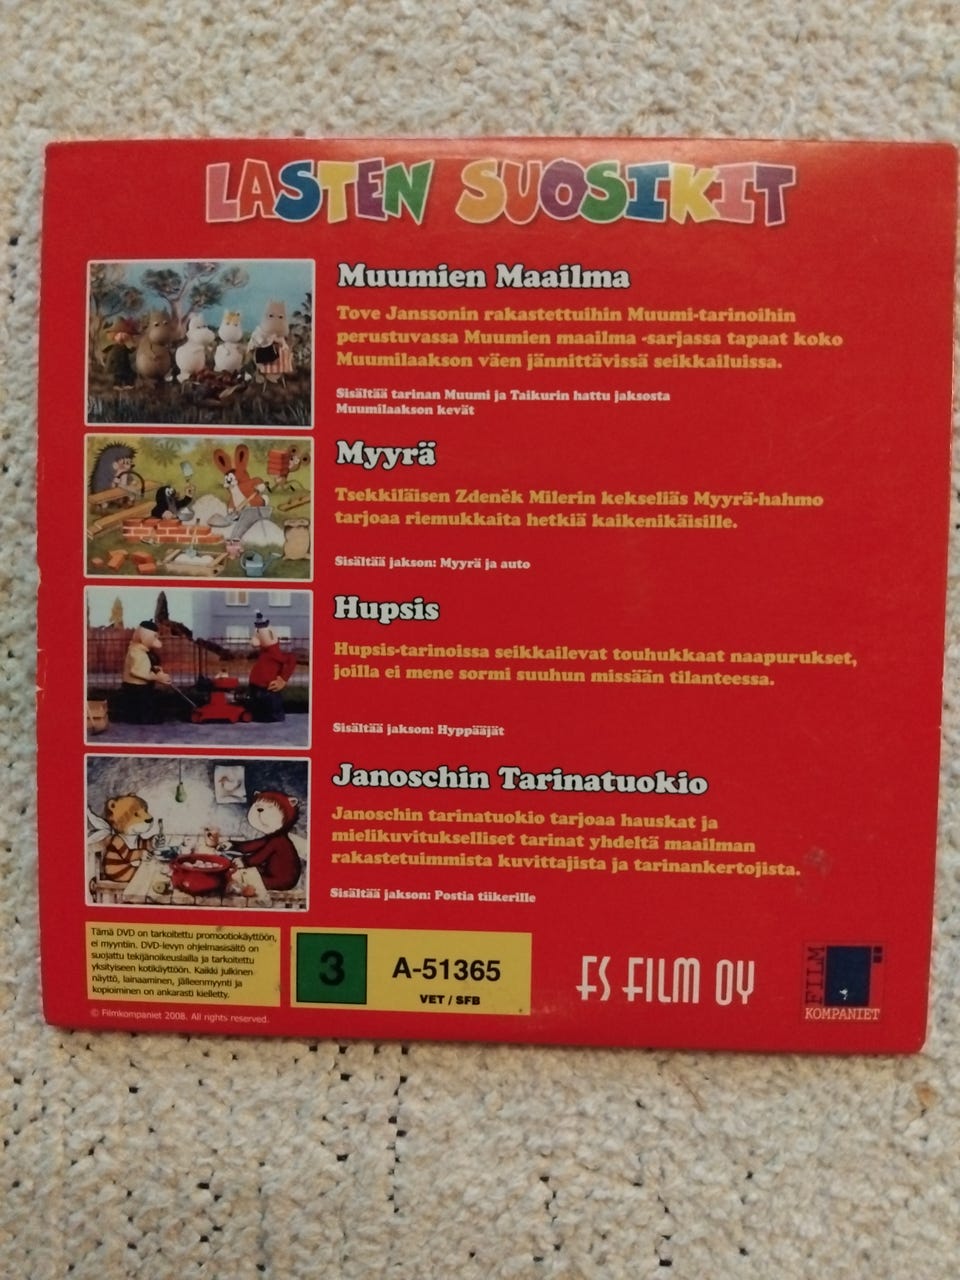 LASTEN SUOSIKIT
Muumien Maailma
Tove Janssonin rakastettuihin Muumi-tarinoihin
perustuvassa Muumien maailma -sarjassa tapaat koko
Muumilaakson väen jännittävissä seikkailuissa.
Sisältää tarinan Muumi ja Taikurin hattu jaksosta
Muumilaakson kevät
Myyrä
Tsekkiläisen Zdeněk Milerin kekseliäs Myyrä-hahmo
tarjoaa riemukkaita hetkiä kaikenikäisille.
Sisältää jakson: Myyrä ja auto
Hupsis
Hupsis-tarinoissa seikkailevat touhukkaat naapurukset,
joilla ei mene sormi suuhun missään tilanteessa.
Sisältää jakson: Hyppääjät
Janoschin Tarinatuokio
Janoschin tarinatuokio tarjoaa hauskat ja
mielikuvitukselliset tarinat yhdeltä maailman
rakastetuimmista kuvittajista ja tarinankertojista.
Sisältää jakson: Postia tiikerille
Tämä DVD on tarkoitettu promootiokäyttöön,
ei myyntiin. DVD-levyn ohjelmasisältö on
suojattu tekijänoikeuslailla ja tarkoitettu
yksityiseen kotikäyttöön. Kaikki julkinen
näyttö, lainaaminen, jälleenmyynti ja
kopioiminen on ankarasti kielletty.
© Filmkompaniet 2008. All rights reserved.
3
A-51365
VET / SFB
FS FILM OY
FILM
KOMPANIET